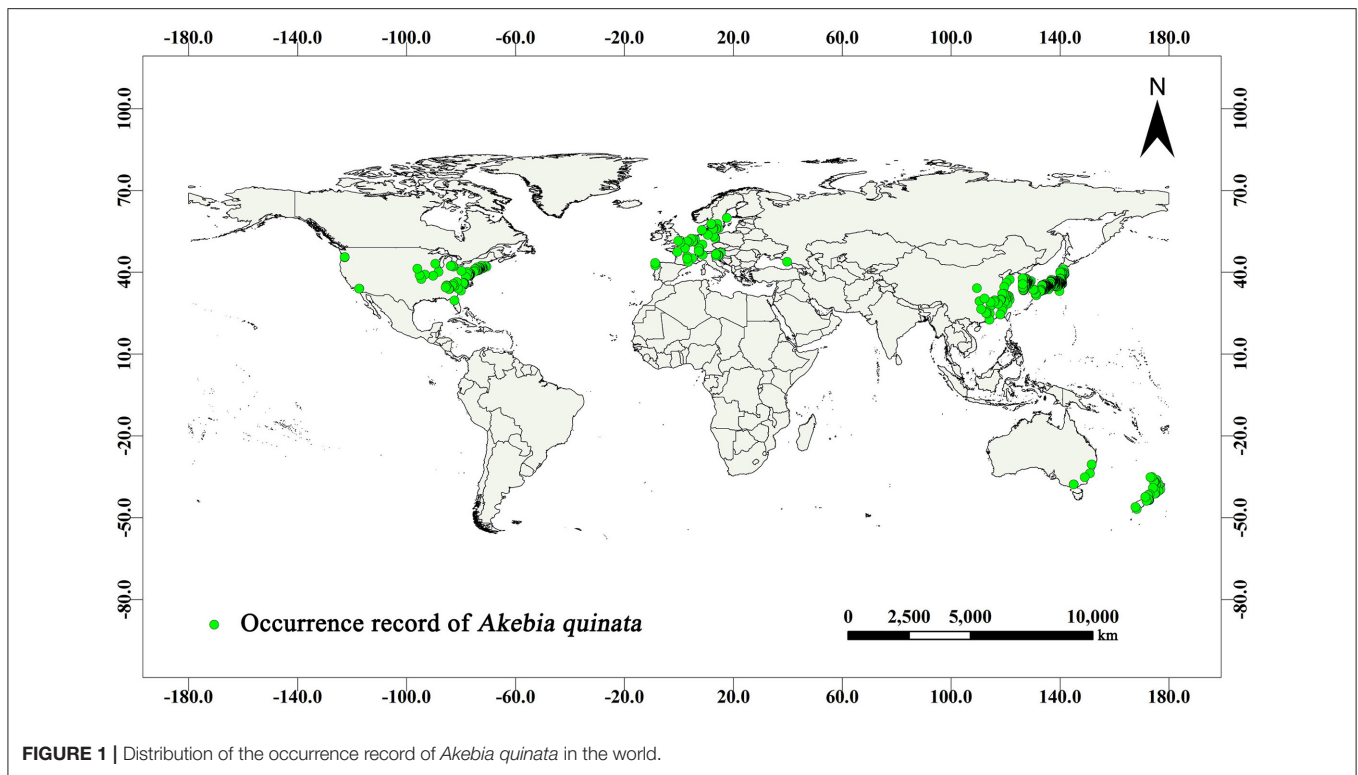 -180.0 -140.0 -100.0 -60.0 -20.0 20.0 60.0 100.0 140.0 180.0
N
100.0 100.0
70.0 70.0
40.0 40.0
10.0 10.0
-20.0 -20.0
-50.0 -50.0
-80.0 -80.0
Occurrence record of Akebia quinata
0 2,500 5,000 10,000
km
-180.0 -140.0 -100.0 -60.0 -20.0 20.0 60.0 100.0 140.0 180.0
FIGURE 1 | Distribution of the occurrence record of Akebia quinata in the world.